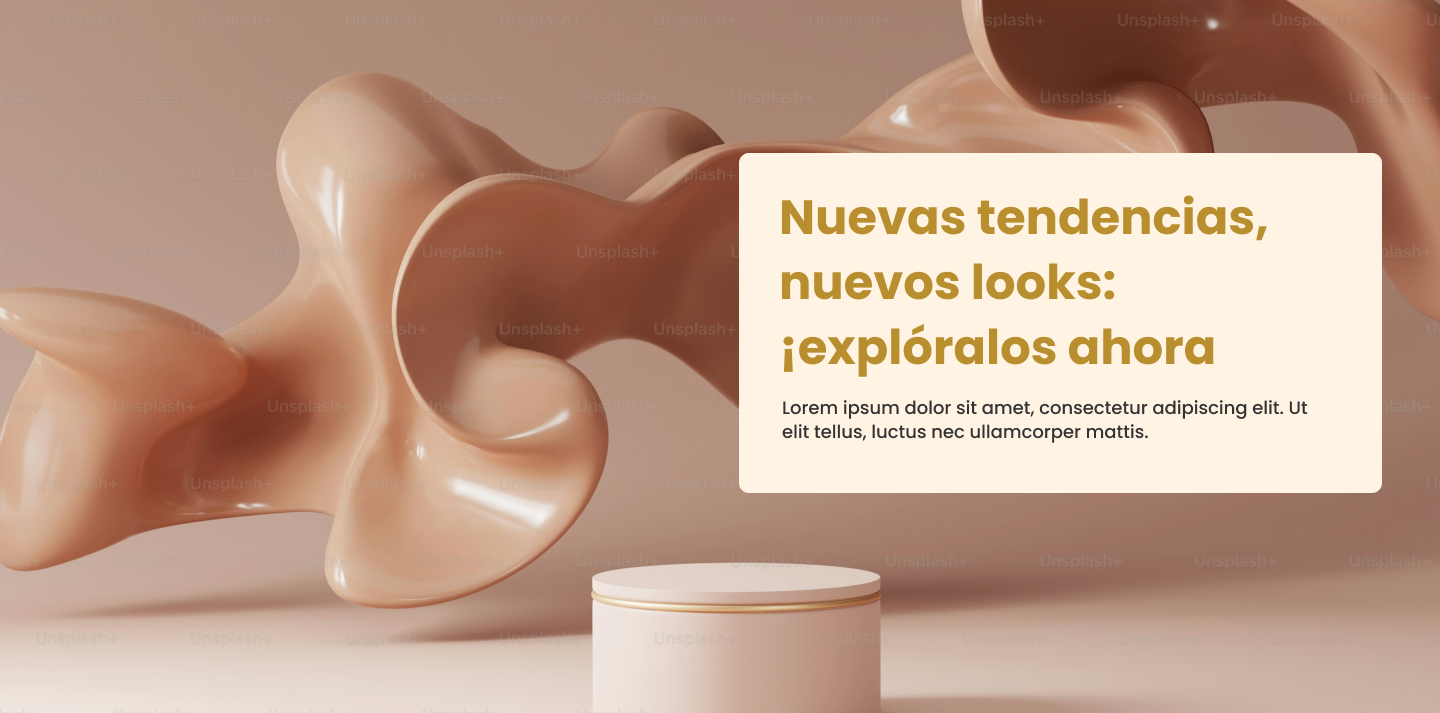 Nuevas tendencias,
nuevos looks:
¡explóralos ahora
Lorem ipsum dolor sit amet, consectetur adipiscing elit. Ut
elit tellus, luctus nec ullamcorper mattis.
Unsplash+